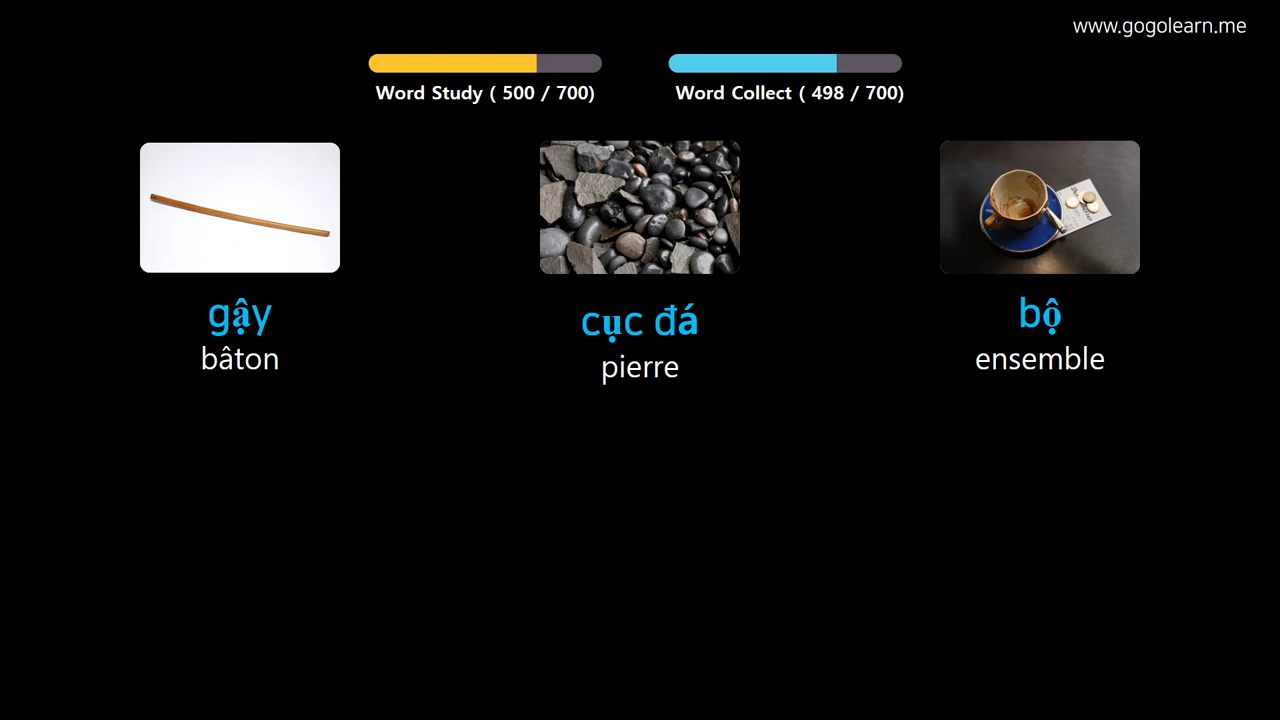 www.gogolearn.me
Word Study ( 500 / 700)
Word Collect ( 498 / 700)
gậy
bâton
cục đá
pierre
bộ
ensemble